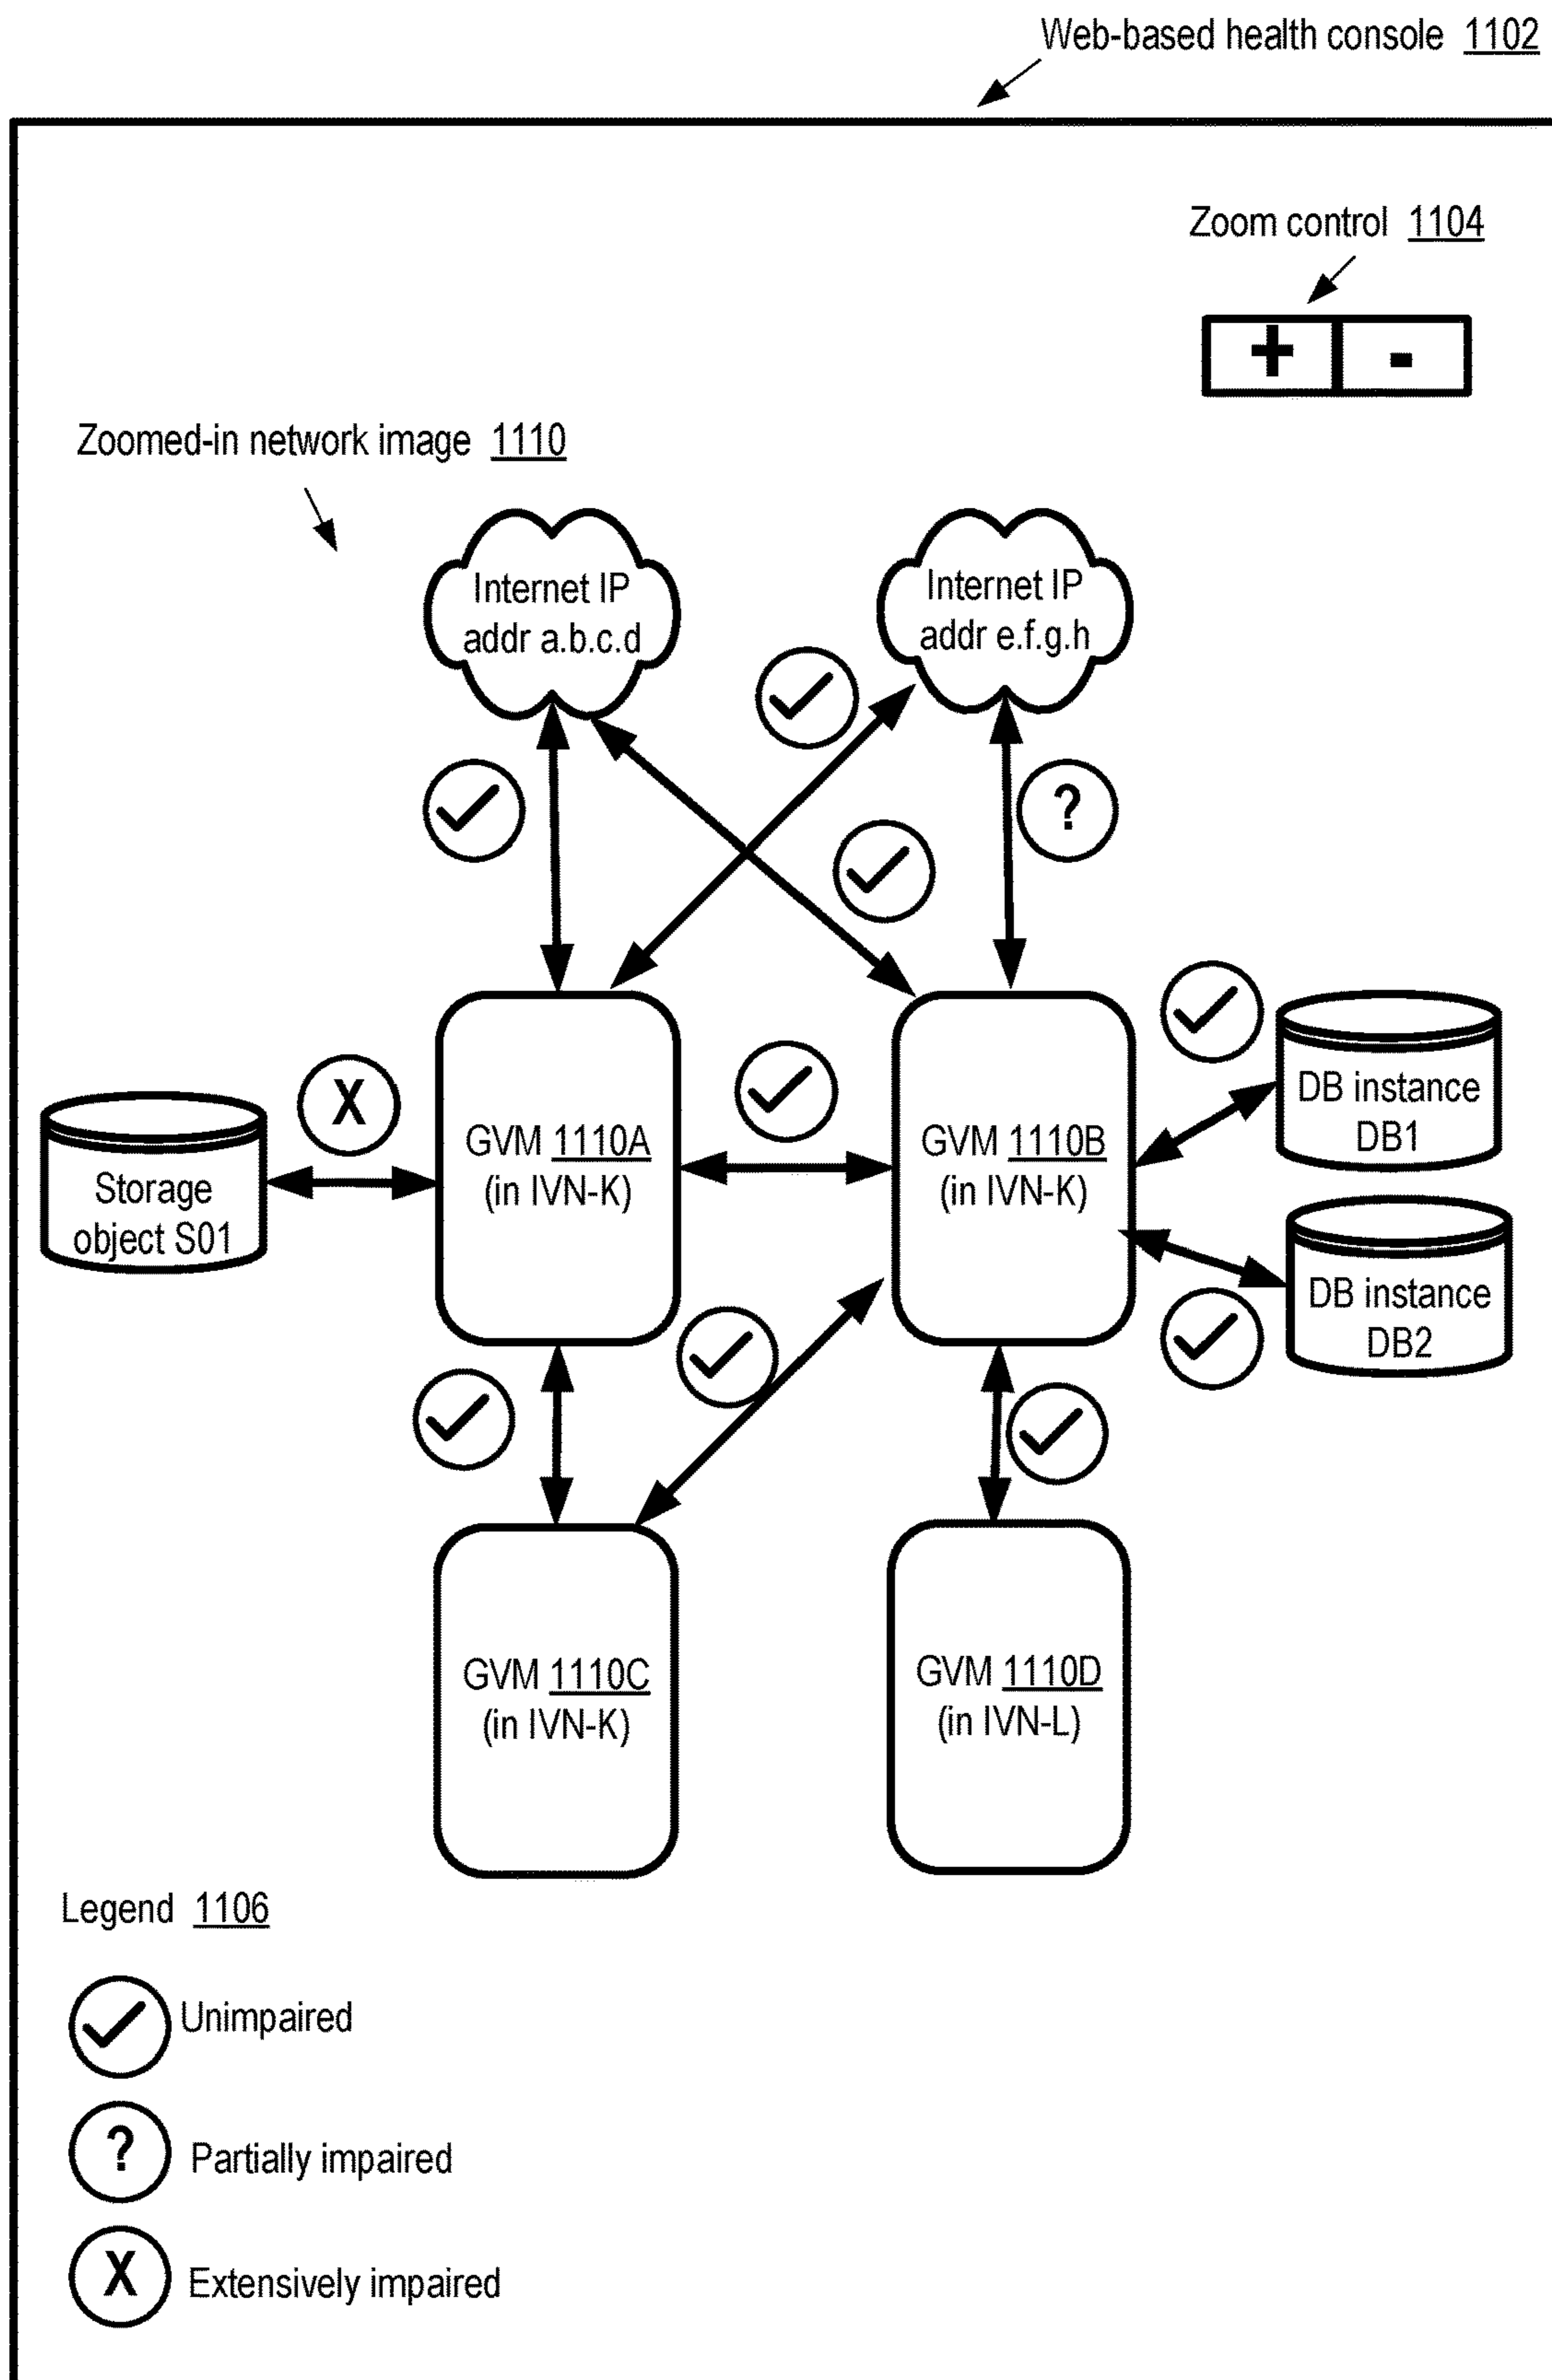 Web-based health console 1102
Zoom control 1104
+ -
Zoomed-in network image 1110
Internet IP
addr a.b.c.d
Internet IP
addr e.f.g.h
?
X
GVM 1110A
(in IVN-K)
GVM 1110B
(in IVN-K)
DB instance
DB1
Storage
object S01
DB instance
DB2
GVM 1110C
(in IVN-K)
GVM 1110D
(in IVN-L)
Legend 1106
Unimpaired
? Partially impaired
X Extensively impaired